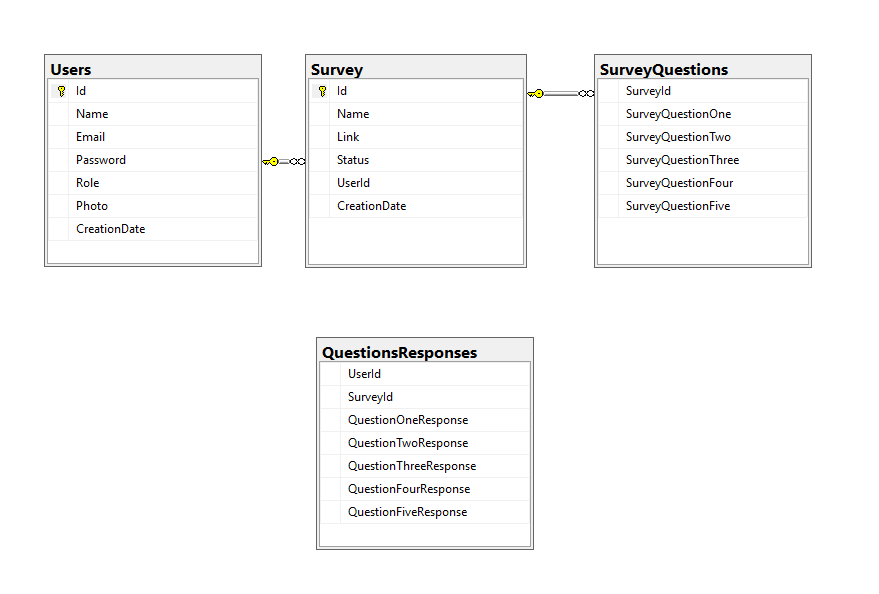 Users
Id
Name
Email
Password
Role
Photo
CreationDate
Survey
Id
Name
Link
Status
UserId
CreationDate
SurveyQuestions
SurveyId
SurveyQuestionOne
SurveyQuestionTwo
SurveyQuestionThree
SurveyQuestionFour
SurveyQuestionFive
QuestionsResponses
UserId
SurveyId
QuestionOneResponse
QuestionTwoResponse
QuestionThreeResponse
QuestionFourResponse
QuestionFiveResponse